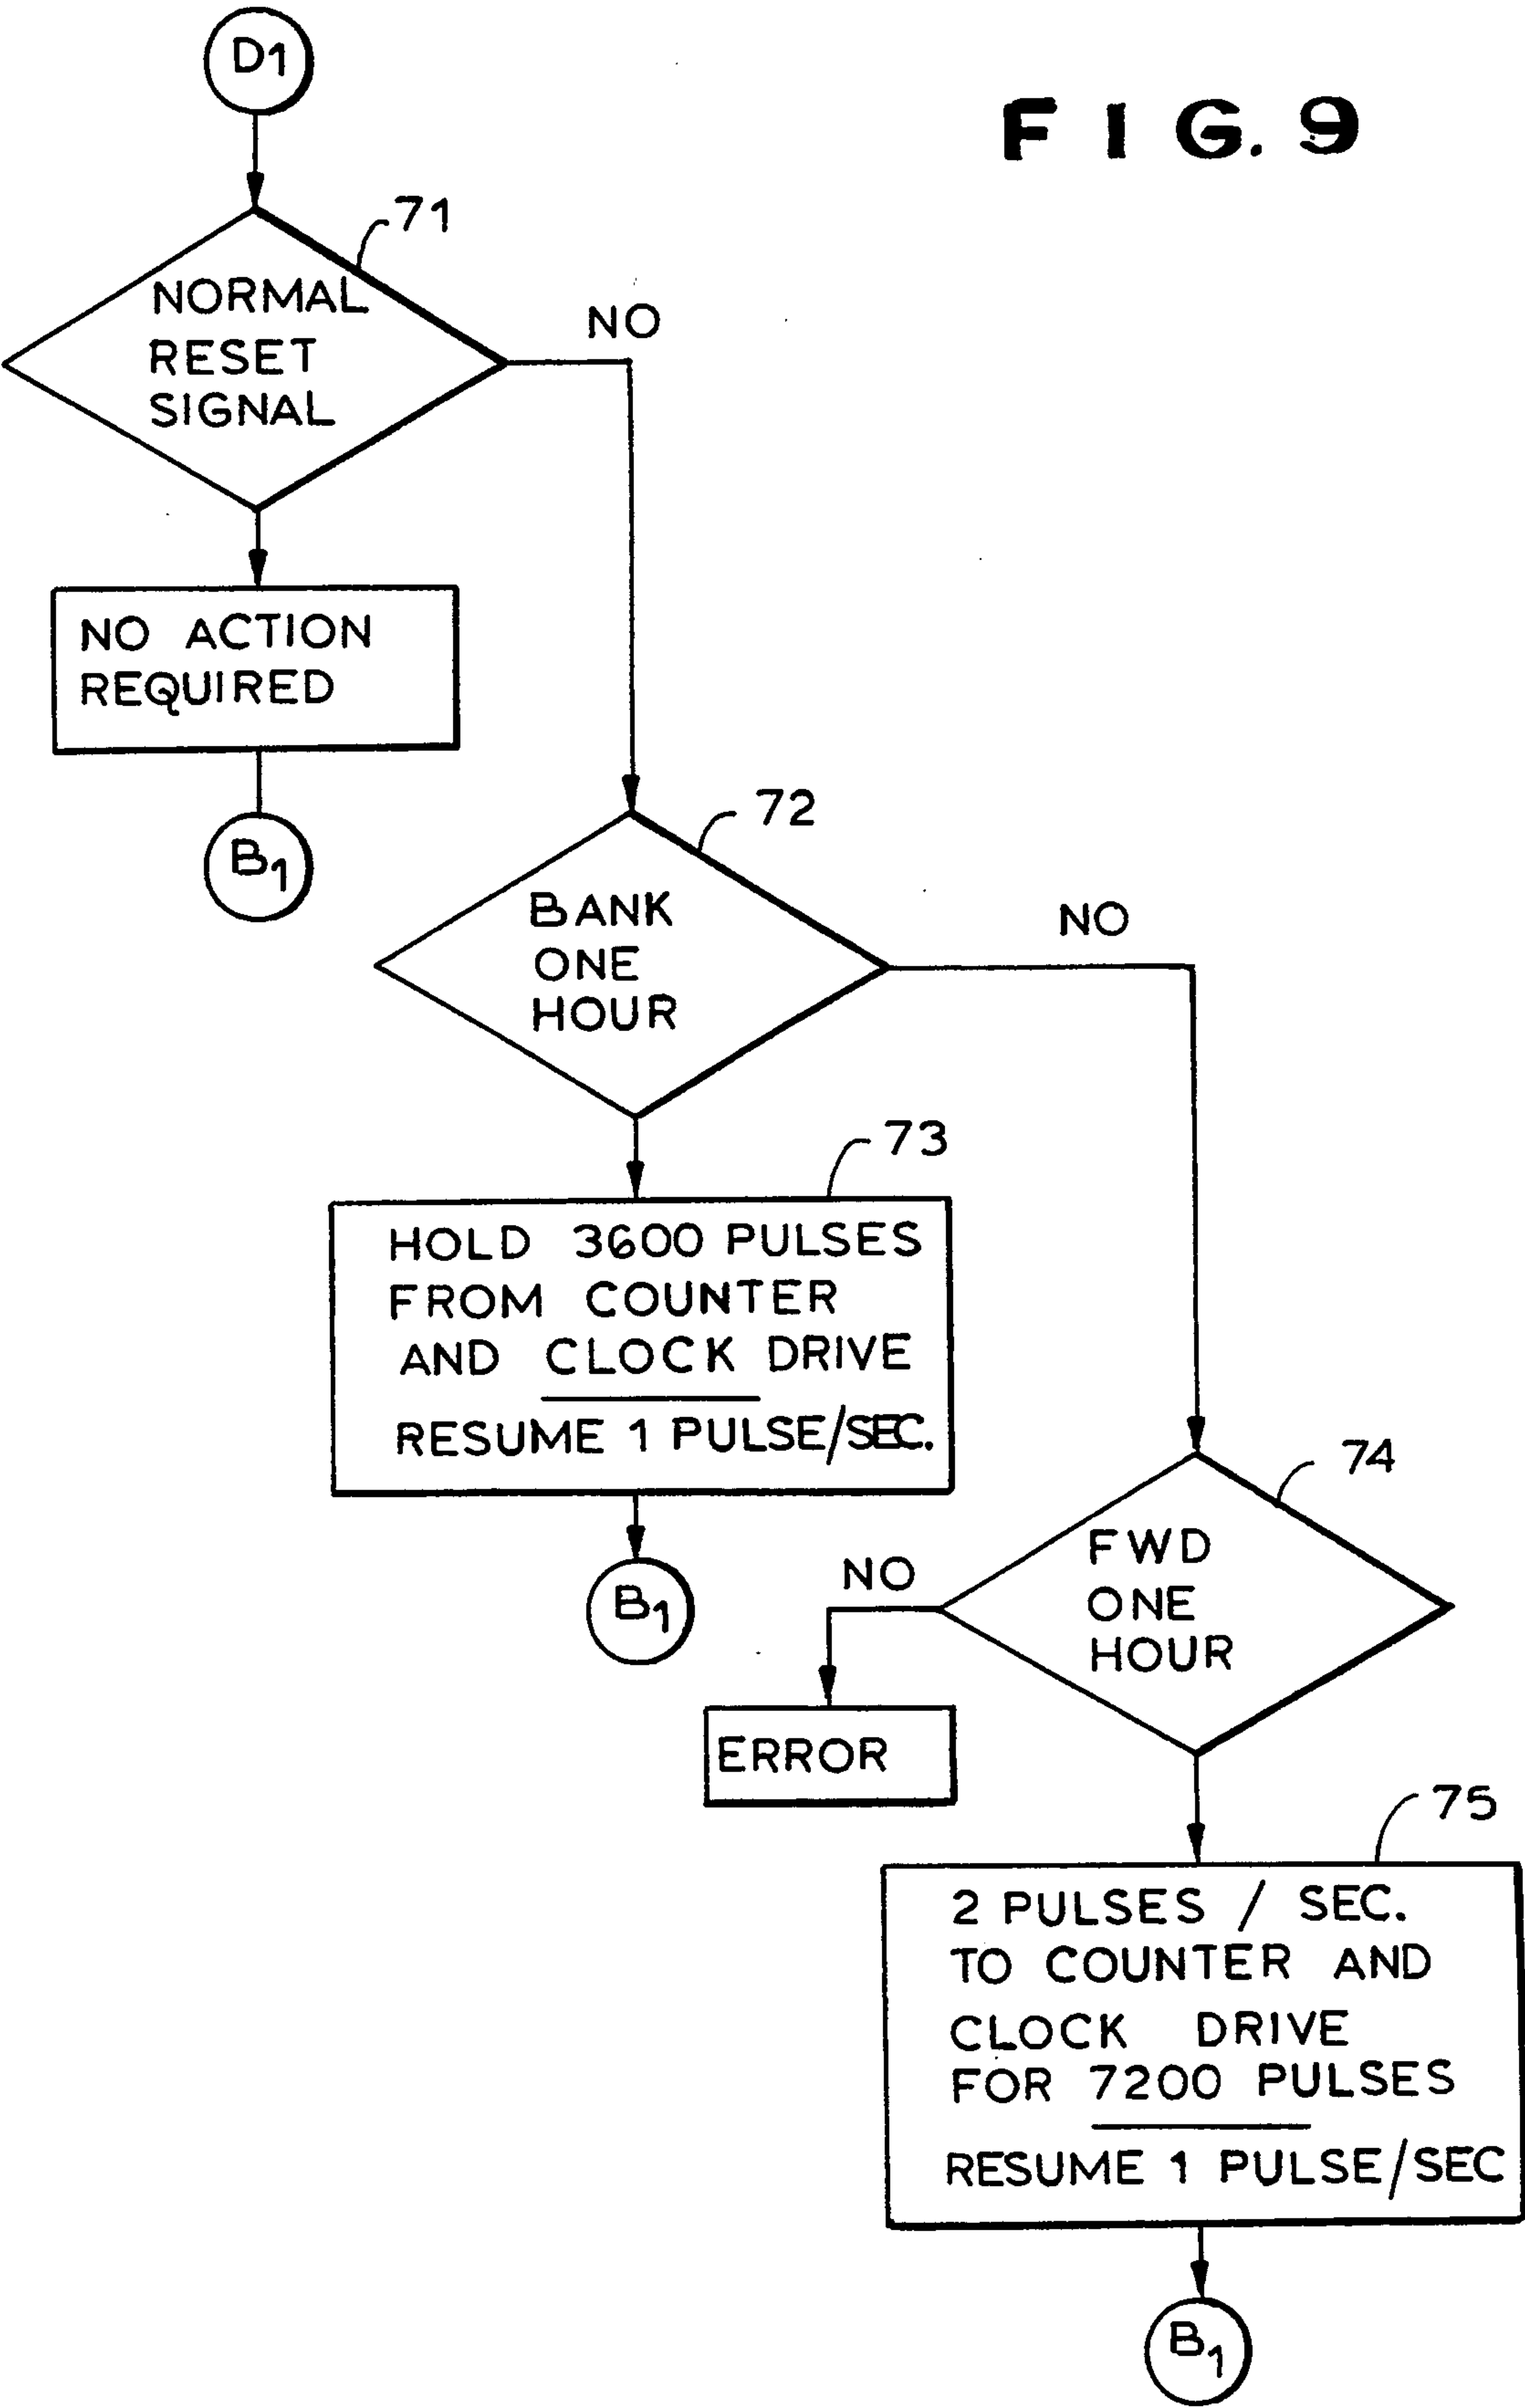 D1
FIG. 9
71
NORMAL
RESET
SIGNAL
NO
NO ACTION
REQUIRED
B1
72
BANK
ONE
HOUR
NO
73
HOLD 3600 PULSES
FROM COUNTER
AND CLOCK DRIVE
RESUME 1 PULSE/SEC.
B1
74
FWD
ONE
HOUR
NO
ERROR
75
2 PULSES / SEC.
TO COUNTER AND
CLOCK DRIVE
FOR 7200 PULSES
RESUME 1 PULSE/SEC
B1